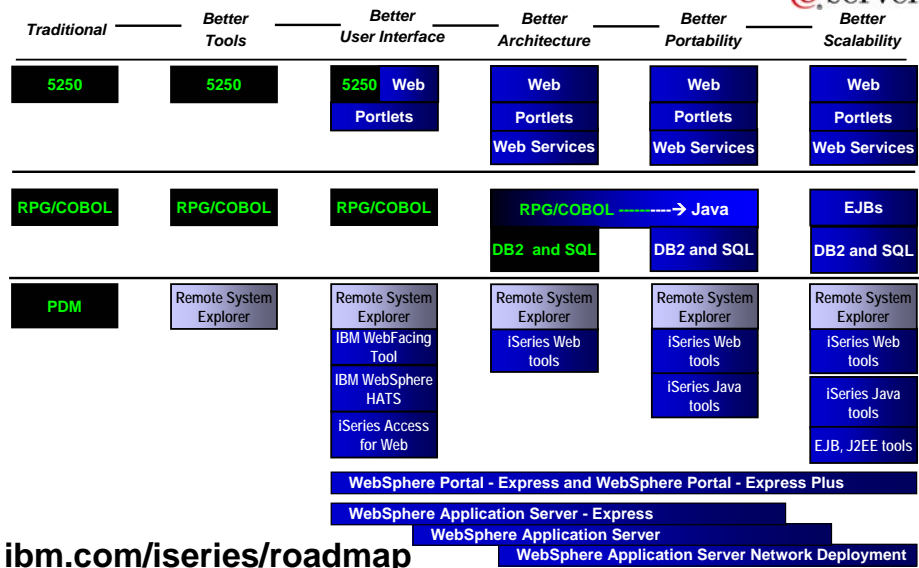 @server
Traditional
Better Tools
Better User Interface
Better Architecture
Better Portability
Better Scalability
5250
5250
5250 Web
Web
Web
Web
Portlets
Portlets
Portlets
Portlets
Web Services
Web Services
Web Services
RPG/COBOL
RPG/COBOL
RPG/COBOL
RPG/COBOL ----------→ Java
EJBs
DB2 and SQL
DB2 and SQL
DB2 and SQL
PDM
Remote System
Explorer
Remote System
Explorer
Remote System
Explorer
Remote System
Explorer
Remote System
Explorer
IBM WebFacing
Tool
iSeries Web
tools
iSeries Web
tools
iSeries Web
tools
IBM WebSphere
HATS
iSeries Java
tools
iSeries Java
tools
iSeries Access
for Web
EJB, J2EE tools
WebSphere Portal - Express and WebSphere Portal - Express Plus
WebSphere Application Server - Express
WebSphere Application Server
WebSphere Application Server Network Deployment
ibm.com/iseries/roadmap